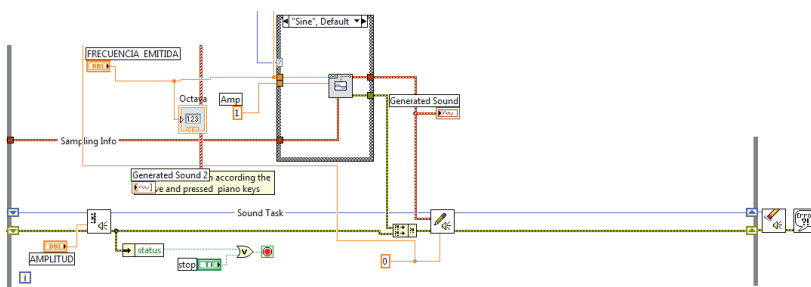 "Sine", Default
FRECUENCIA EMITIDA
DBL
Octava
123
Amp
1
Generated Sound
Sampling Info
Generated Sound 2
n according the
ve and pressed piano keys
Sound Task
DBL
AMPLITUD
status
stop
TF
0
i
Error
?!